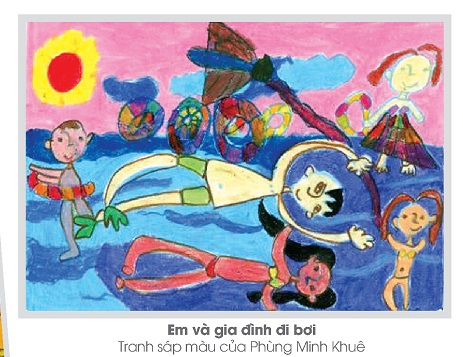 Em và gia đình đi bơi
Tranh sáp màu của Phùng Minh Khuê